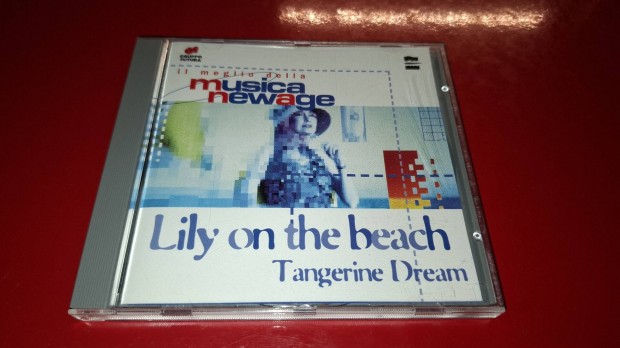 il meglio della
musica
newage
Lily on the beach
Tangerine Dream